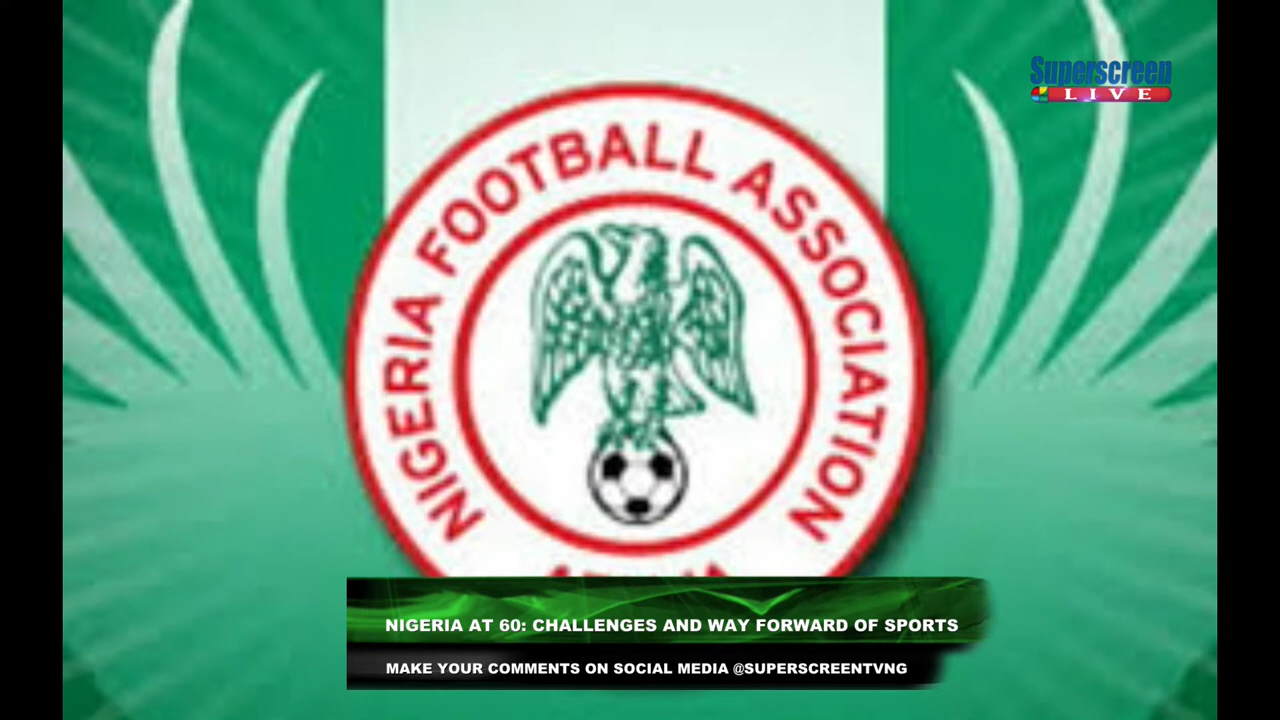 Superscreen
LIVE
NIGERIA FOOTBALL ASSOCIATION
NIGERIA AT 60: CHALLENGES AND WAY FORWARD OF SPORTS
MAKE YOUR COMMENTS ON SOCIAL MEDIA @SUPERSCREENTVNG